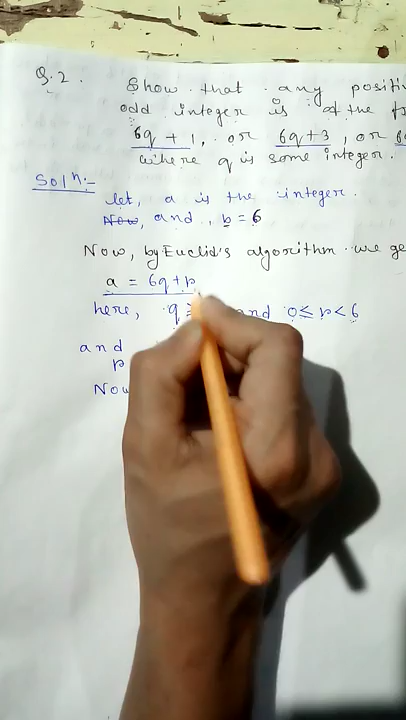 Q.2. Show that any positi
odd integer is of the fo
6q + 1, or 6q+3, or 6
where q is some integer.
Solⁿ:- let, a is the integer.
Now, and, b = 6
Now, by Euclid's algorithm we ge
a = 6q+r
here, q ≥ and 0 ≤ r < 6
and
r
Now